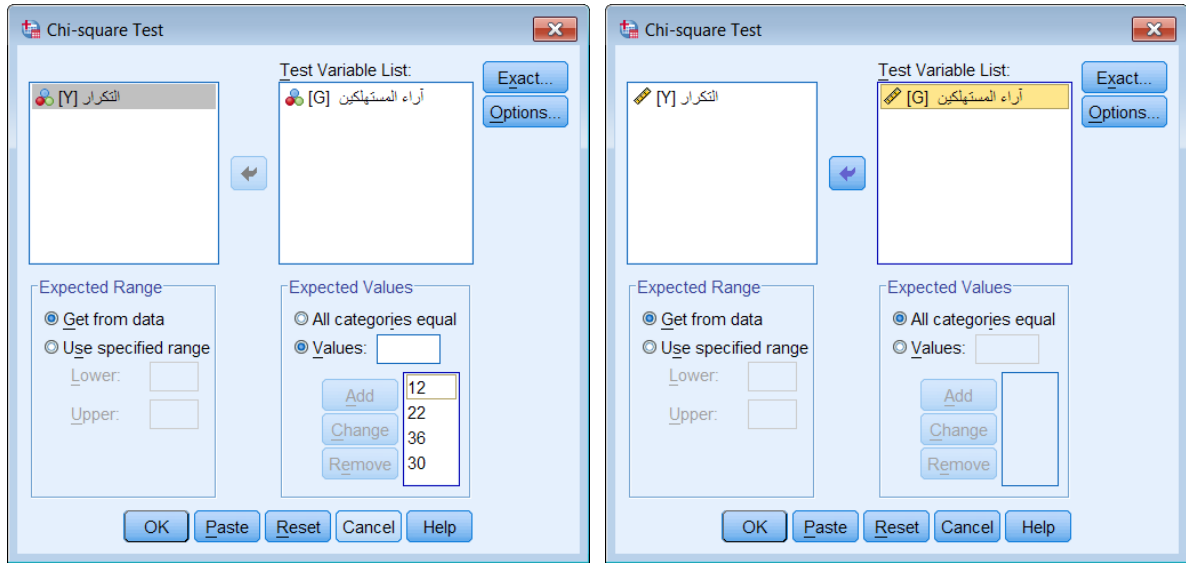 Chi-square Test
Test Variable List:
التكرار [Y]
آراء المستهلكين [G]
Exact...
Options...
Expected Range
Get from data
Use specified range
Lower:
Upper:
Expected Values
All categories equal
Values:
Add
Change
Remove
12
22
36
30
OK
Paste
Reset
Cancel
Help
Chi-square Test
Test Variable List:
التكرار [Y]
آراء المستهلكين [G]
Exact...
Options...
Expected Range
Get from data
Use specified range
Lower:
Upper:
Expected Values
All categories equal
Values:
Add
Change
Remove
OK
Paste
Reset
Cancel
Help